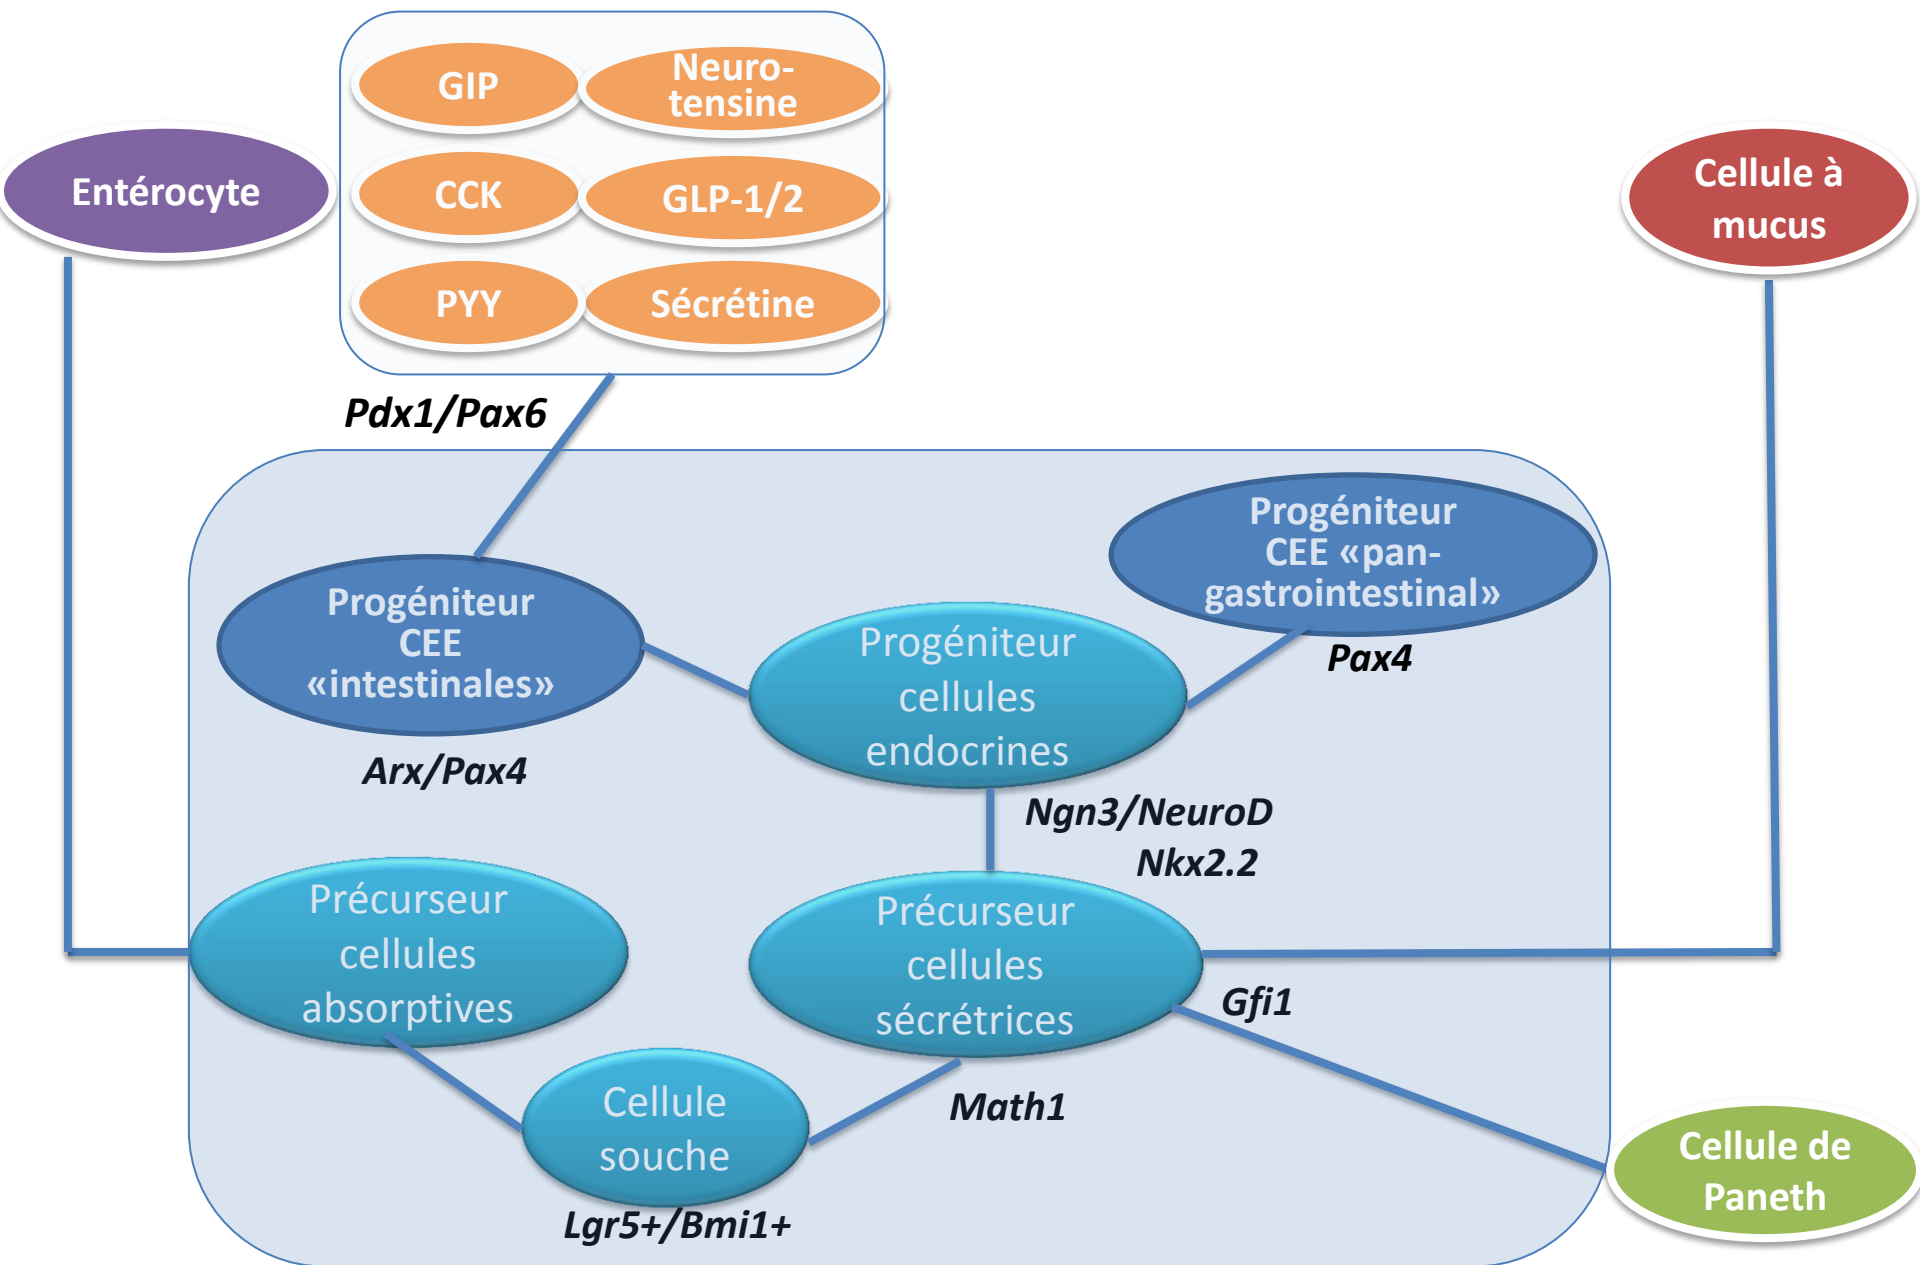 GIP
Neuro-
tensine
Entérocyte
CCK
GLP-1/2
Cellule à
mucus
PYY
Sécrétine
Pdx1/Pax6
Progéniteur
CEE «pan-
gastrointestinal»
Pax4
Progéniteur
CEE
«intestinales»
Arx/Pax4
Progéniteur
cellules
endocrines
Ngn3/NeuroD
Nkx2.2
Précurseur
cellules
absorptives
Précurseur
cellules
sécrétrices
Gfi1
Math1
Cellule
souche
Lgr5+/Bmi1+
Cellule de
Paneth